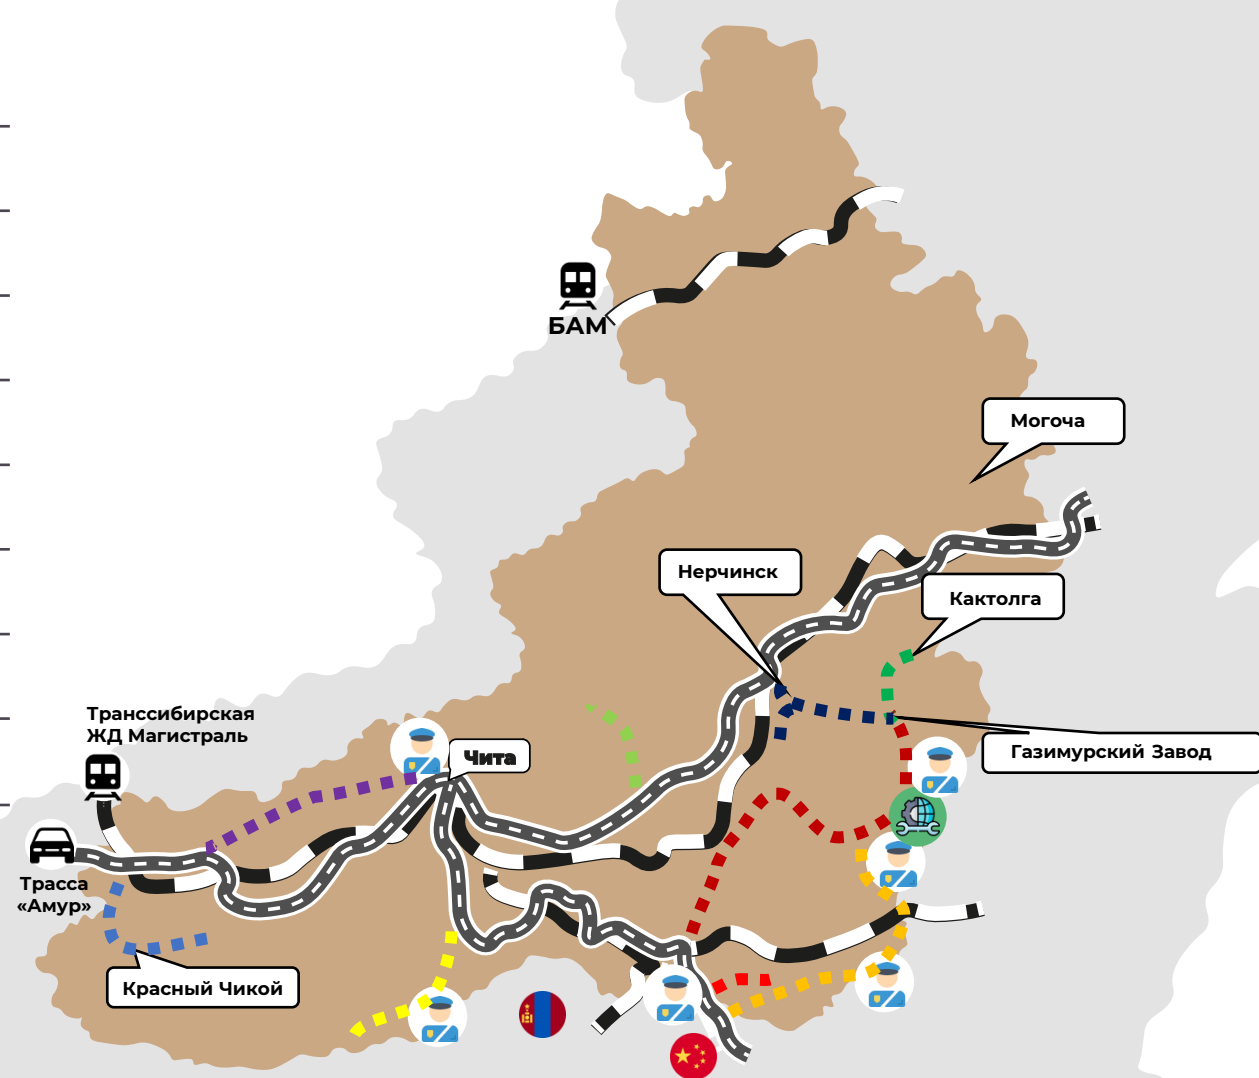 БАМ
Могоча
Нерчинск
Кактолга
Транссибирская
ЖД Магистраль
Чита
Газимурский Завод
Трасса
«Амур»
Красный Чикой